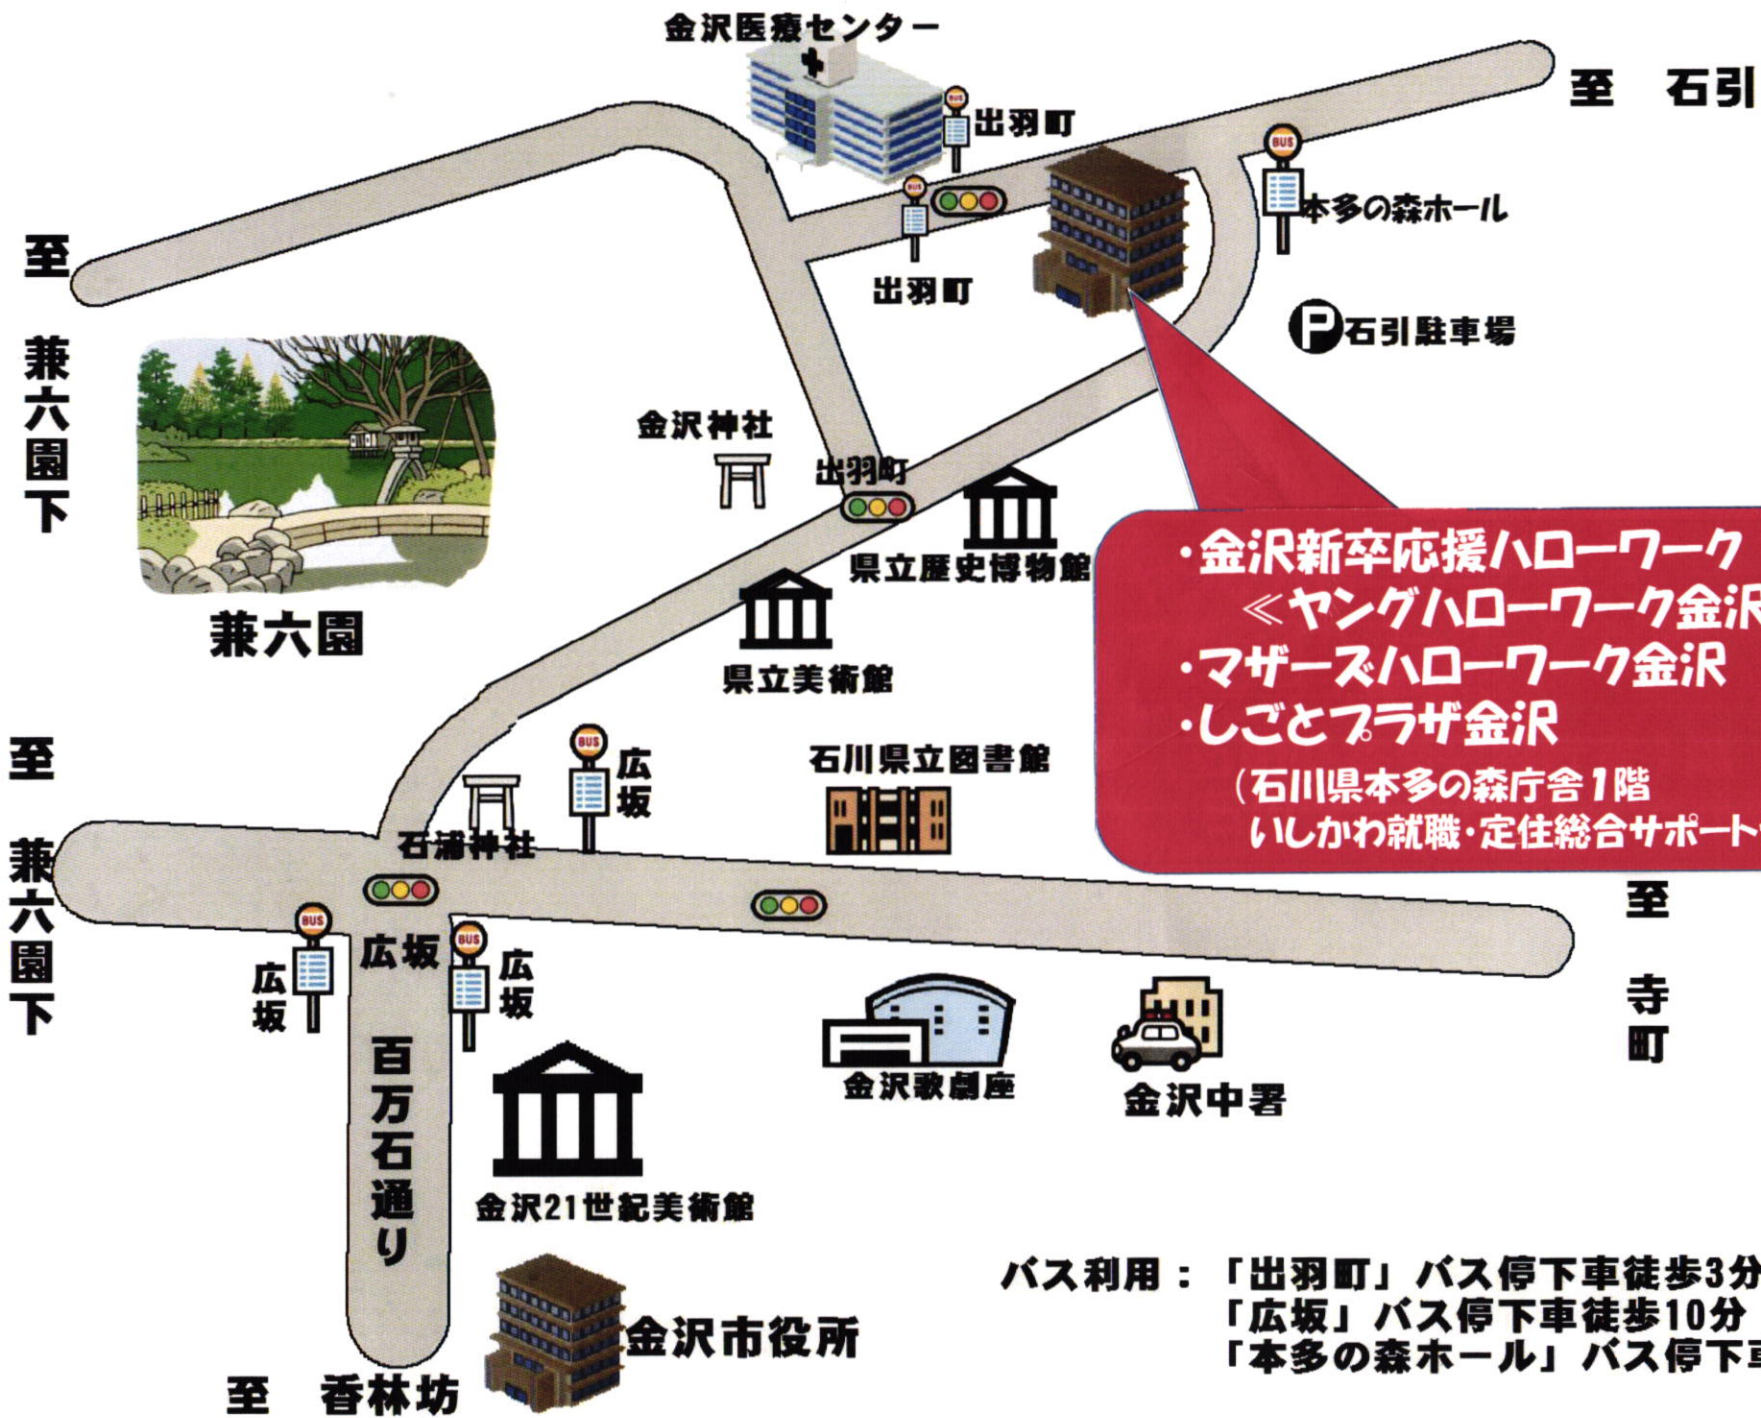 金沢医療センター
至 石引
出羽町
本多の森ホール
出羽町
至 兼六園下
石引駐車場
金沢神社
出羽町
県立歴史博物館
県立美術館
兼六園
・金沢新卒応援ハローワーク
≪ヤングハローワーク金沢
・マザーズハローワーク金沢
・しごとプラザ金沢
(石川県本多の森庁舎1階
いしかわ就職・定住総合サポート
至 兼六園下
広坂
石川県立図書館
石浦神社
広坂
広坂
広坂
至 寺町
百万石通り
金沢歌劇座
金沢中署
金沢21世紀美術館
金沢市役所
至 香林坊
バス利用：「出羽町」バス停下車徒歩3分
「広坂」バス停下車徒歩10分
「本多の森ホール」バス停下車
BUS
BUS
BUS
P
BUS
BUS
BUS